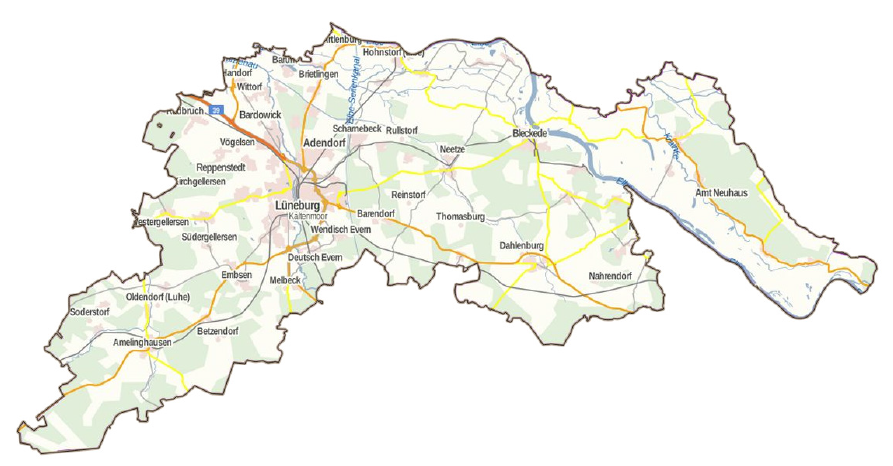 Hohnstorf
Brietlingen
Handorf
Wittorf
39
Bardowick
Elbe-Seitenkanal
Scharnebeck
Rullstorf
Bleckede
Vögelsen
Adendorf
Neetze
Reppenstedt
Amt Neuhaus
Reinstorf
Lüneburg
Kaltenmoor
Barendorf
Thomasburg
Wendisch Evern
Südergellersen
Dahlenburg
Deutsch Evern
Embsen
Nahrendorf
Melbeck
Oldendorf (Luhe)
Soderstorf
Betzendorf
Amelinghausen